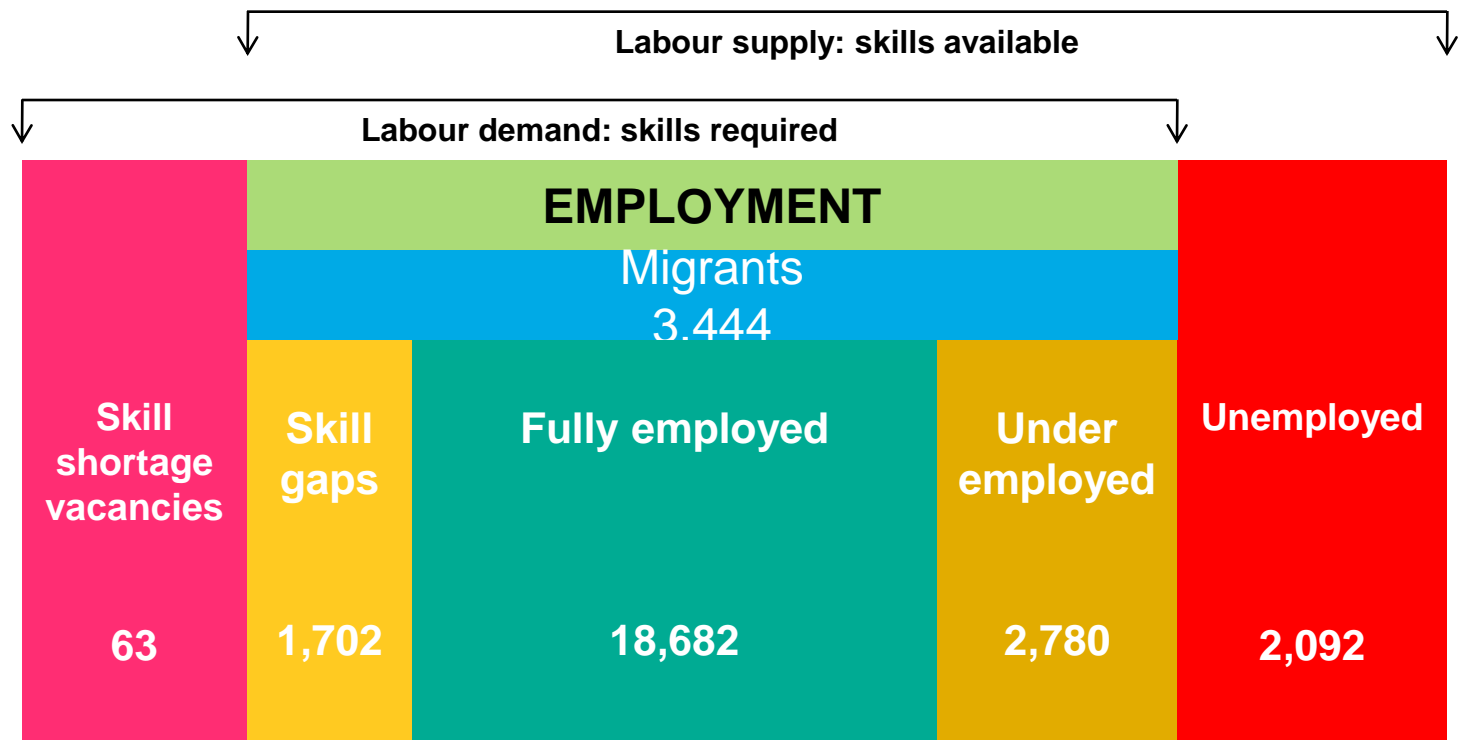 Labour supply: skills available
Labour demand: skills required
EMPLOYMENT
Migrants
3,444
Skill
shortage
vacancies
63
Skill
gaps
1,702
Fully employed
18,682
Under
employed
2,780
Unemployed
2,092